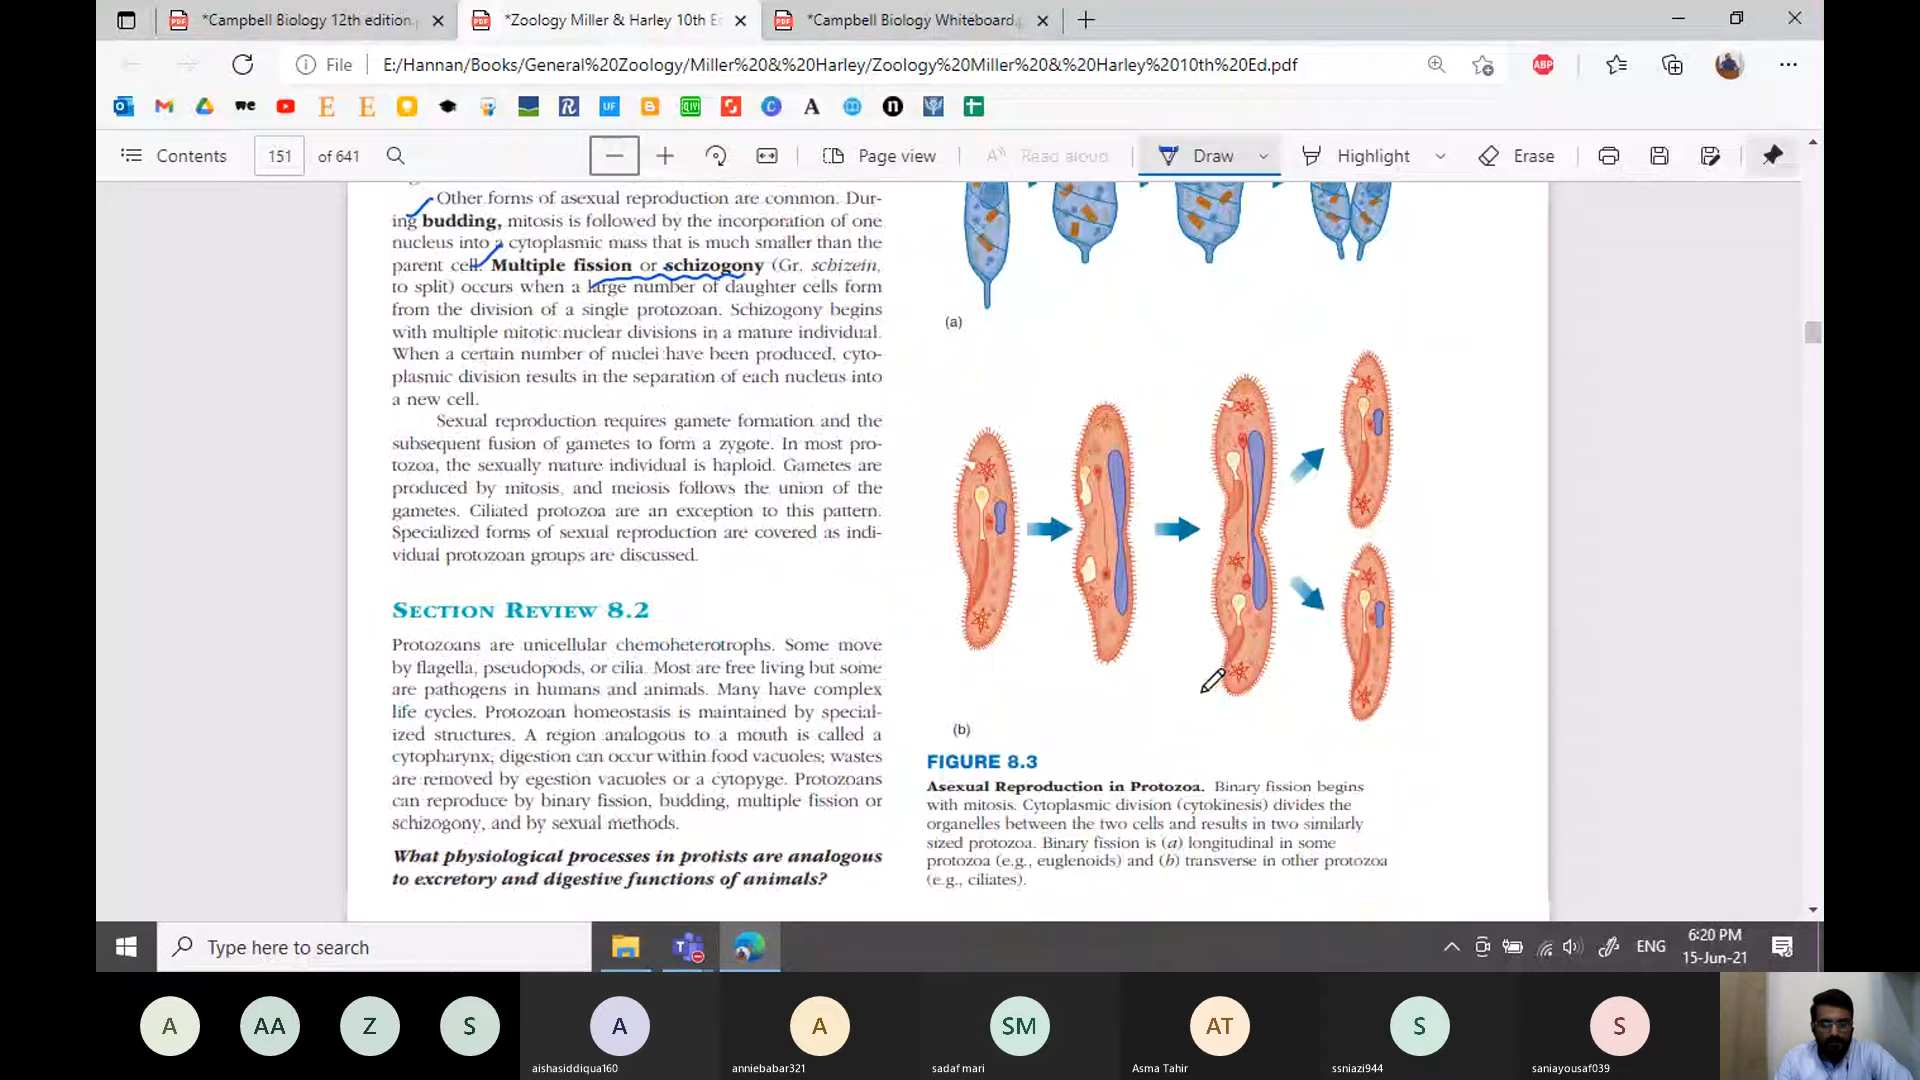 *Campbell Biology 12th edition
*Zoology Miller & Harley 10th E
*Campbell Biology Whiteboard.
File
E:/Hannan/Books/General%20Zoology/Miller%20&%20Harley/Zoology%20Miller%20&%20Harley%2010th%20Ed.pdf
ABP
Contents
151
of 641
Page view
Read aloud
Draw
Highlight
Erase
Other forms of asexual reproduction are common. Dur-
ing budding, mitosis is followed by the incorporation of one
nucleus into a cytoplasmic mass that is much smaller than the
parent cell. Multiple fission or schizogony (Gr. schizein,
to split) occurs when a large number of daughter cells form
from the division of a single protozoan. Schizogony begins
with multiple mitotic nuclear divisions in a mature individual.
When a certain number of nuclei have been produced, cyto-
plasmic division results in the separation of each nucleus into
a new cell.
Sexual reproduction requires gamete formation and the
subsequent fusion of gametes to form a zygote. In most pro-
tozoa, the sexually mature individual is haploid. Gametes are
produced by mitosis, and meiosis follows the union of the
gametes. Ciliated protozoa are an exception to this pattern.
Specialized forms of sexual reproduction are covered as indi-
vidual protozoan groups are discussed.
SECTION REVIEW 8.2
Protozoans are unicellular chemoheterotrophs. Some move
by flagella, pseudopods, or cilia. Most are free living but some
are pathogens in humans and animals. Many have complex
life cycles. Protozoan homeostasis is maintained by special-
ized structures. A region analogous to a mouth is called a
cytopharynx; digestion can occur within food vacuoles; wastes
are removed by egestion vacuoles or a cytopyge. Protozoans
can reproduce by binary fission, budding, multiple fission or
schizogony, and by sexual methods.
What physiological processes in protists are analogous
to excretory and digestive functions of animals?
(a)
(b)
FIGURE 8.3
Asexual Reproduction in Protozoa. Binary fission begins
with mitosis. Cytoplasmic division (cytokinesis) divides the
organelles between the two cells and results in two similarly
sized protozoa. Binary fission is (a) longitudinal in some
protozoa (e.g., euglenoids) and (b) transverse in other protozoa
(e.g., ciliates).
Type here to search
ENG
6:20 PM
15-Jun-21
A
AA
Z
S
A
A
SM
AT
S
S
aishasiddiqua160
anniebabar321
sadaf mari
Asma Tahir
ssniazi944
saniayousaf039